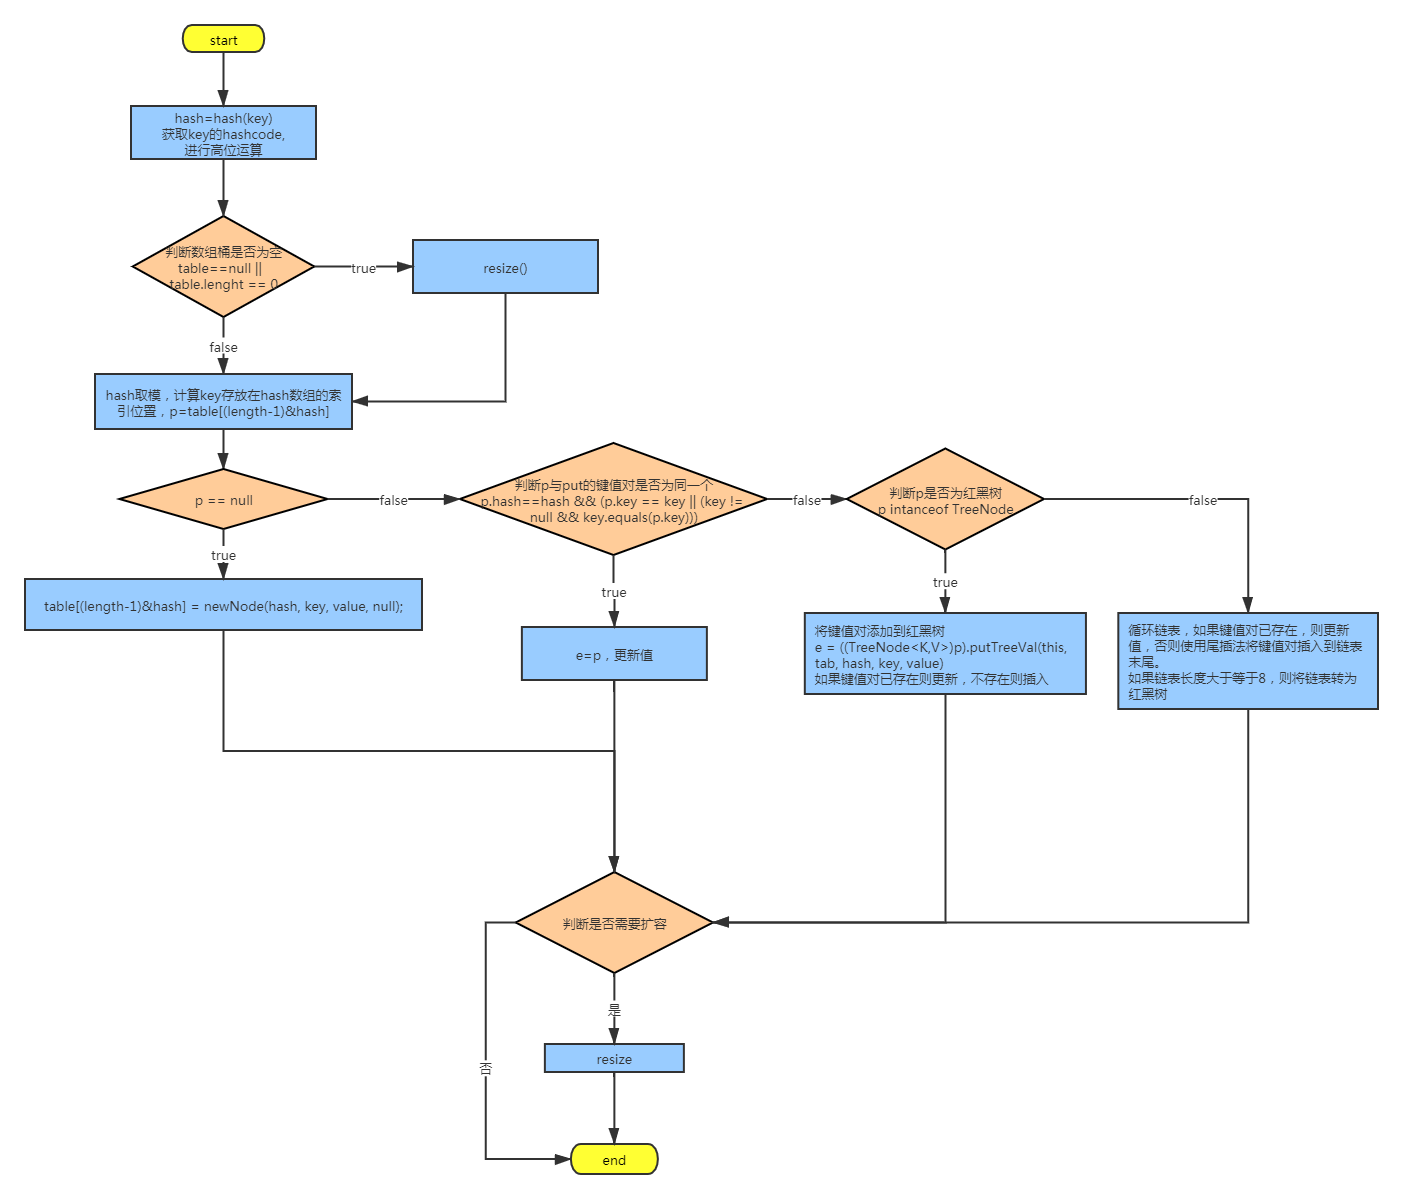 start
hash=hash(key)
获取key的hashcode,
进行高位运算
判断数组桶是否为空
table==null ||
table.lenght == 0
true
resize()
false
hash取模，计算key存放在hash数组的索
引位置，p=table[(length-1)&hash]
p == null
false
判断p与put的键值对是否为同一个
p.hash==hash && (p.key == key || (key !=
null && key.equals(p.key)))
false
判断p是否为红黑树
p intanceof TreeNode
false
true
table[(length-1)&hash] = newNode(hash, key, value, null);
true
e=p，更新值
true
将键值对添加到红黑树
e = ((TreeNode<K,V>)p).putTreeVal(this,
tab, hash, key, value)
如果键值对已存在则更新，不存在则插入
循环链表，如果键值对已存在，则更新
值，否则使用尾插法将键值对插入到链表
末尾。
如果链表长度大于等于8，则将链表转为
红黑树
判断是否需要扩容
是
resize
否
end